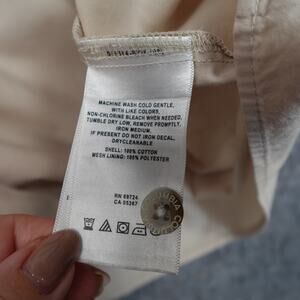 MACHINE WASH COLD GENTLE,
WITH LIKE COLORS,
NON-CHLORINE BLEACH WHEN NEEDED,
TUMBLE DRY LOW, REMOVE PROMPTLY,
IRON MEDIUM.
IF PRESENT DO NOT IRON DECAL,
DRYCLEANABLE
SHELL: 100% COTTON
MESH LINING: 100% POLYESTER
RN 69724
CA 05367
COLUMBIA